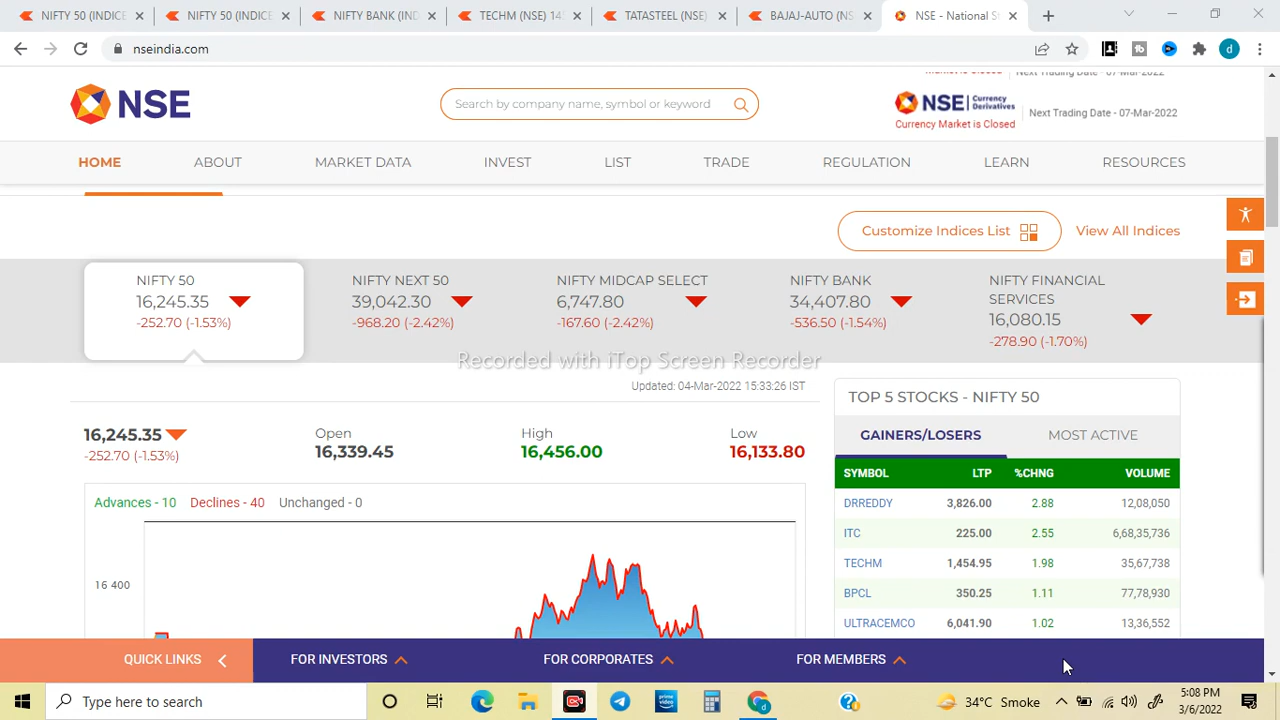 NIFTY 50 (INDICE
NIFTY 50 (INDICE
NIFTY BANK (IND
TECHM (NSE) 14
TATASTEEL (NSE)
BAJAJ-AUTO (NS
NSE - National S
nseindia.com
d
NSE
Search by company name, symbol or keyword
Market is Closed
Next Trading Date - 07-Mar-2022
NSE | Currency Derivatives
Currency Market is Closed
Next Trading Date - 07-Mar-2022
HOME ABOUT MARKET DATA INVEST LIST TRADE REGULATION LEARN RESOURCES
Customize Indices List View All Indices
NIFTY 50
16,245.35
-252.70 (-1.53%)
NIFTY NEXT 50
39,042.30
-968.20 (-2.42%)
NIFTY MIDCAP SELECT
6,747.80
-167.60 (-2.42%)
NIFTY BANK
34,407.80
-536.50 (-1.54%)
NIFTY FINANCIAL
SERVICES
16,080.15
-278.90 (-1.70%)
Recorded with iTop Screen Recorder
Updated: 04-Mar-2022 15:33:26 IST
16,245.35
-252.70 (-1.53%)
Open
16,339.45
High
16,456.00
Low
16,133.80
Advances - 10 Declines - 40 Unchanged - 0
16 400
TOP 5 STOCKS - NIFTY 50
GAINERS/LOSERS MOST ACTIVE
SYMBOL LTP %CHNG VOLUME
DRREDDY 3,826.00 2.88 12,08,050
ITC 225.00 2.55 6,68,35,736
TECHM 1,454.95 1.98 35,67,738
BPCL 350.25 1.11 77,78,930
ULTRACEMCO 6,041.90 1.02 13,36,552
QUICK LINKS FOR INVESTORS FOR CORPORATES FOR MEMBERS
Type here to search
prime video
d
34°C Smoke
5:08 PM
3/6/2022